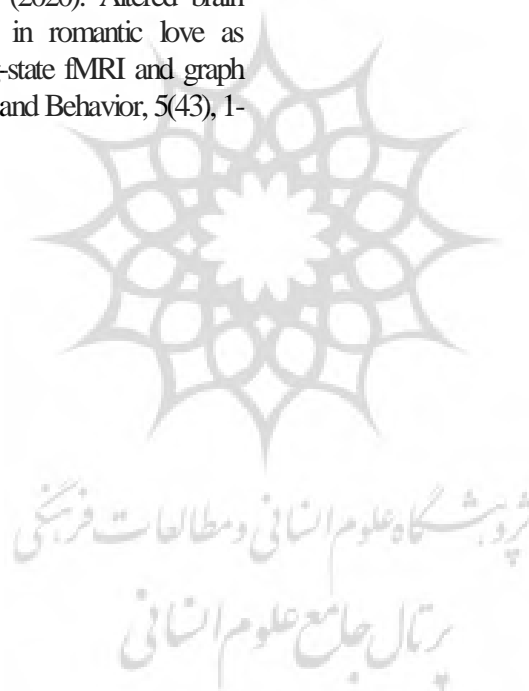 (2020). Altered brain
in romantic love as
-state fMRI and graph
and Behavior, 5(43), 1-
پژوهشگاه علوم انسانی و مطالعات فرهنگی
پرتال جامع علوم انسانی